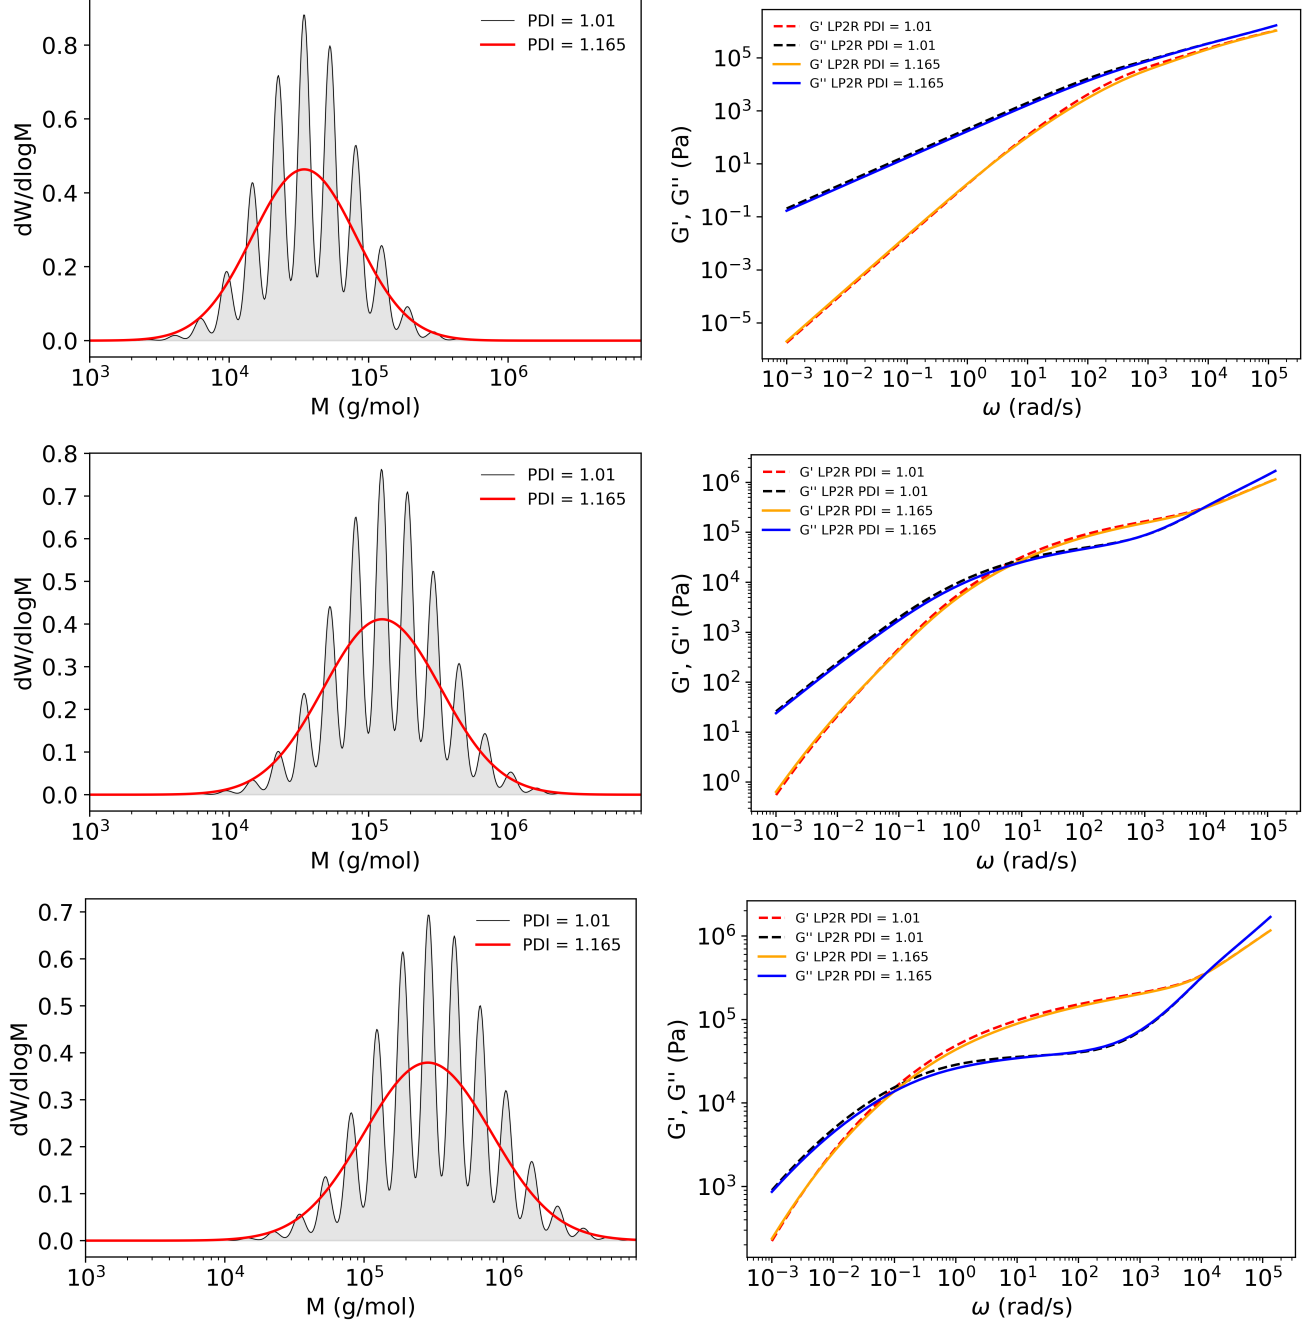 PDI = 1.01
PDI = 1.165
0.8
0.6
0.4
0.2
0.0
dW/dlogM
10³ 10⁴ 10⁵ 10⁶
M (g/mol)
G' LP2R PDI = 1.01
G'' LP2R PDI = 1.01
G' LP2R PDI = 1.165
G'' LP2R PDI = 1.165
10⁵
10³
10¹
10⁻¹
10⁻³
10⁻⁵
G', G'' (Pa)
10⁻³ 10⁻² 10⁻¹ 10⁰ 10¹ 10² 10³ 10⁴ 10⁵
ω (rad/s)
PDI = 1.01
PDI = 1.165
0.8
0.7
0.6
0.5
0.4
0.3
0.2
0.1
0.0
dW/dlogM
10³ 10⁴ 10⁵ 10⁶
M (g/mol)
G' LP2R PDI = 1.01
G'' LP2R PDI = 1.01
G' LP2R PDI = 1.165
G'' LP2R PDI = 1.165
10⁶
10⁵
10⁴
10³
10²
10¹
10⁰
G', G'' (Pa)
10⁻³ 10⁻² 10⁻¹ 10⁰ 10¹ 10² 10³ 10⁴ 10⁵
ω (rad/s)
PDI = 1.01
PDI = 1.165
0.7
0.6
0.5
0.4
0.3
0.2
0.1
0.0
dW/dlogM
10³ 10⁴ 10⁵ 10⁶
M (g/mol)
G' LP2R PDI = 1.01
G'' LP2R PDI = 1.01
G' LP2R PDI = 1.165
G'' LP2R PDI = 1.165
10⁶
10⁵
10⁴
10³
G', G'' (Pa)
10⁻³ 10⁻² 10⁻¹ 10⁰ 10¹ 10² 10³ 10⁴ 10⁵
ω (rad/s)